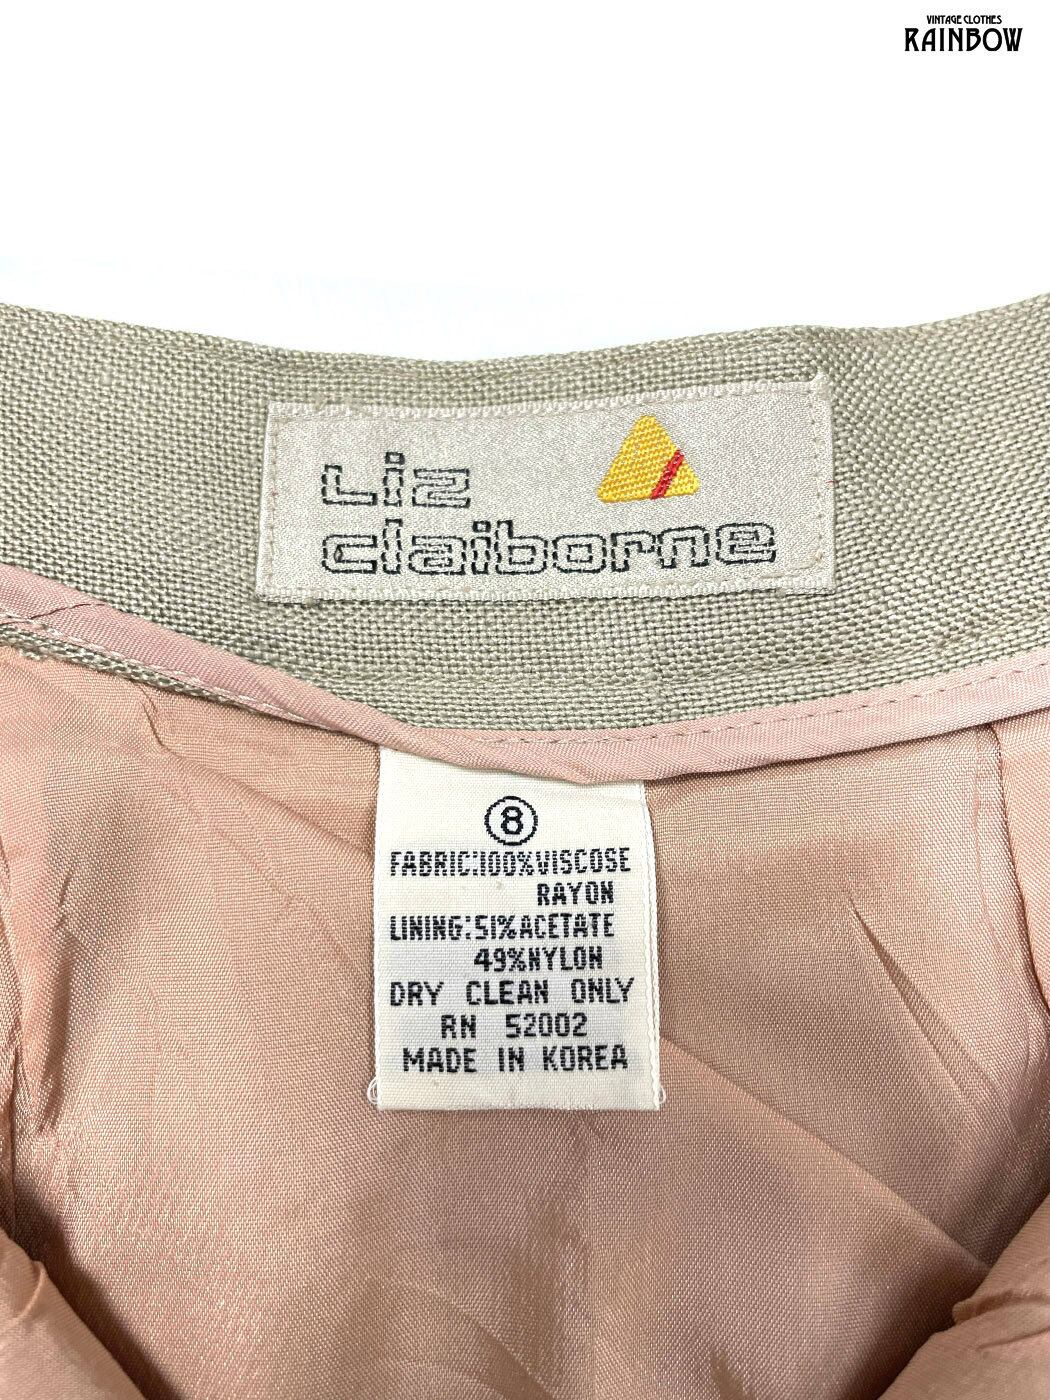 VINTAGE CLOTHES
RAINBOW
Liz
claiborne
8
FABRIC:100%VISCOSE
RAYON
LINING:51%ACETATE
49%NYLON
DRY CLEAN ONLY
RN 52002
MADE IN KOREA